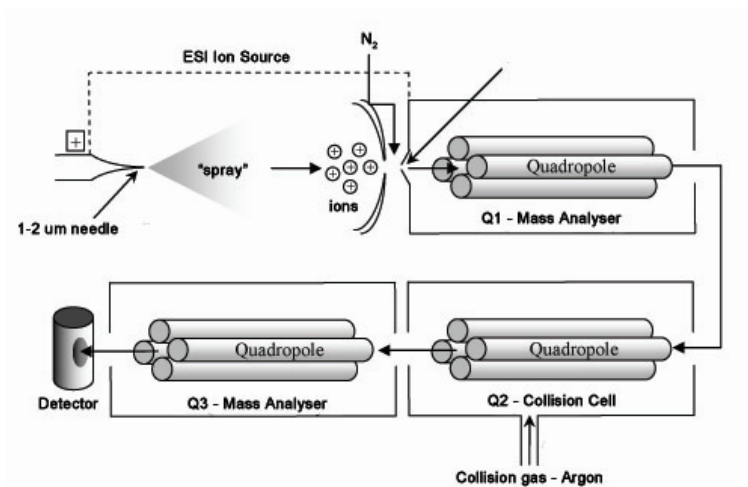 N2
ESI Ion Source
+
"spray"
+ + + + + + +
ions
1-2 um needle
Quadropole
Q1 - Mass Analyser
Quadropole
Quadropole
Detector
Q3 - Mass Analyser
Q2 - Collision Cell
Collision gas - Argon